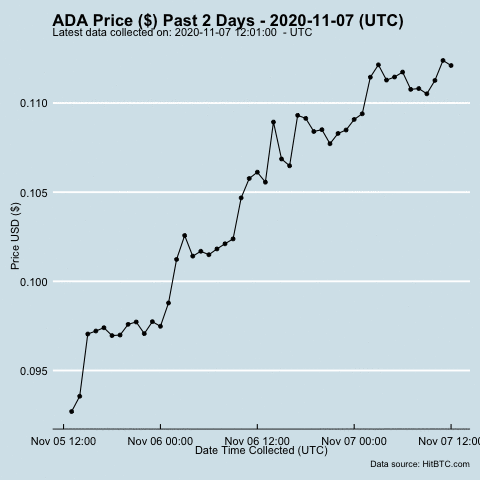 ADA Price ($) Past 2 Days - 2020-11-07 (UTC)
Latest data collected on: 2020-11-07 12:01:00 - UTC
0.110
0.105
0.100
0.095
Price USD ($)
Nov 05 12:00 Nov 06 00:00 Nov 06 12:00 Nov 07 00:00 Nov 07 12:00
Date Time Collected (UTC)
Data source: HitBTC.com